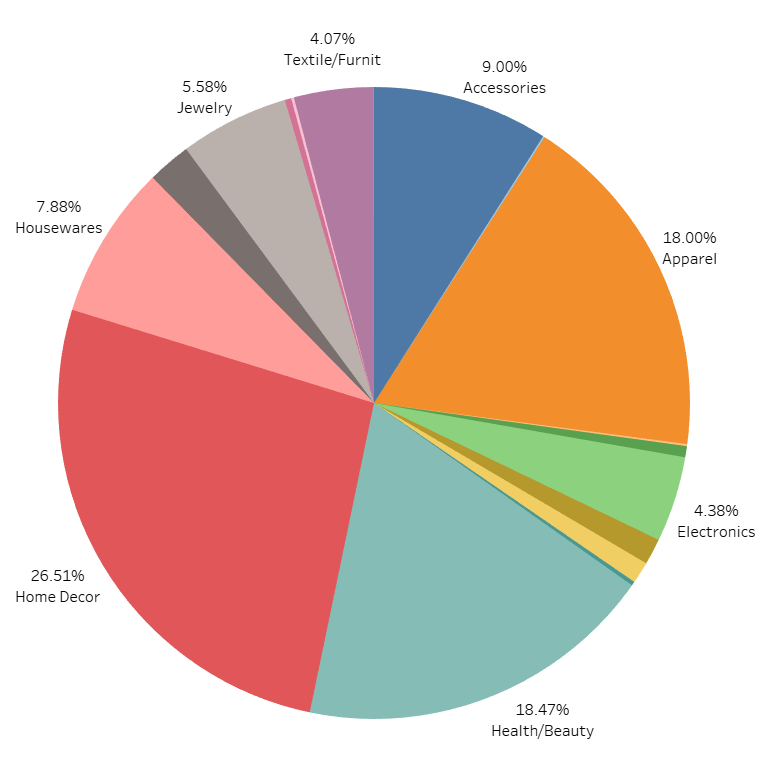 4.07%
Textile/Furnit
9.00%
Accessories
5.58%
Jewelry
7.88%
Housewares
18.00%
Apparel
4.38%
Electronics
26.51%
Home Decor
18.47%
Health/Beauty